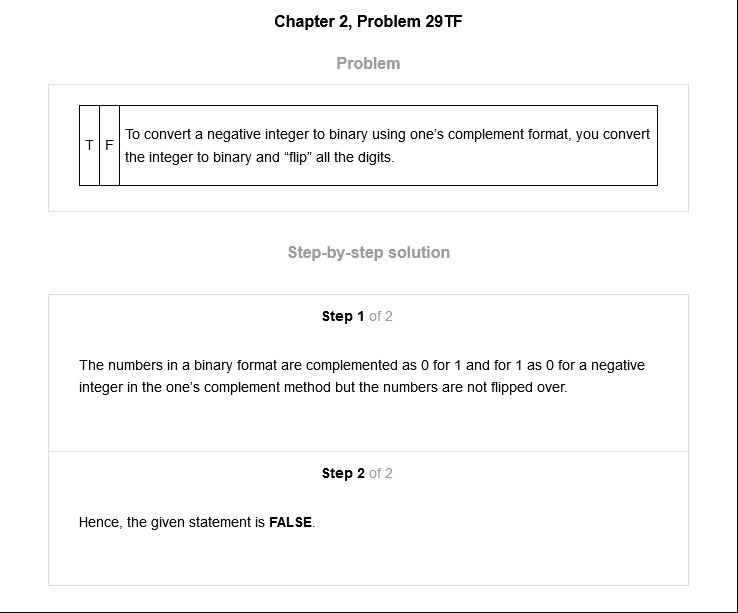 Chapter 2, Problem 29TF
Problem
T F To convert a negative integer to binary using one’s complement format, you convert
the integer to binary and “flip” all the digits.
Step-by-step solution
Step 1 of 2
The numbers in a binary format are complemented as 0 for 1 and for 1 as 0 for a negative
integer in the one’s complement method but the numbers are not flipped over.
Step 2 of 2
Hence, the given statement is FALSE.